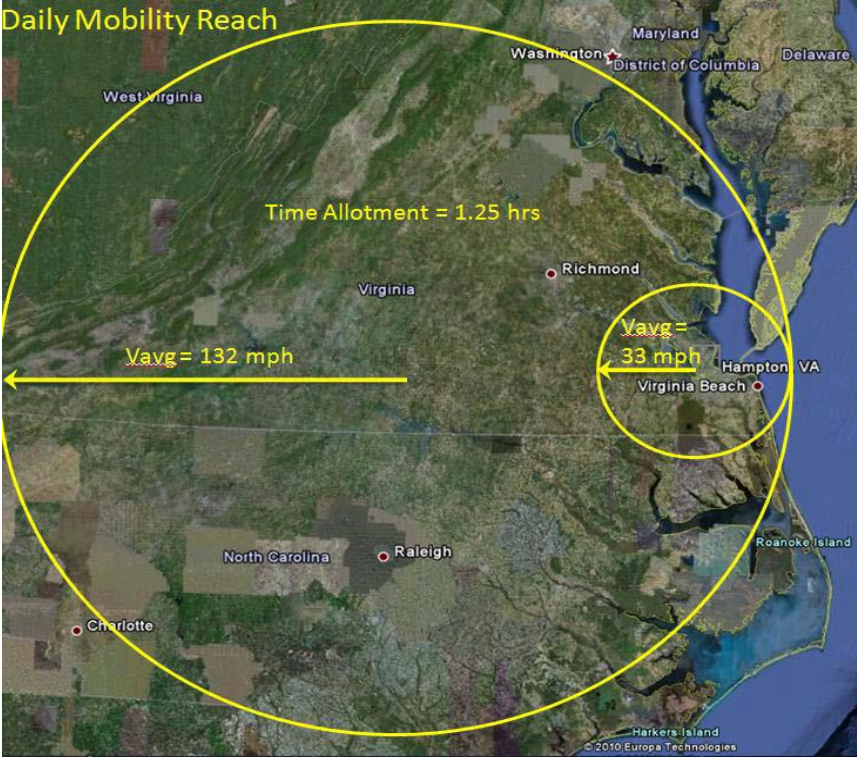 Daily Mobility Reach
Maryland
Washington
District of Columbia
Delaware
West Virginia
Time Allotment = 1.25 hrs
Richmond
Virginia
Vavg =
33 mph
Vavg = 132 mph
Hampton, VA
Virginia Beach
Roanoke Island
Raleigh
North Carolina
Charlotte
Harkers Island
© 2010 Europa Technologies